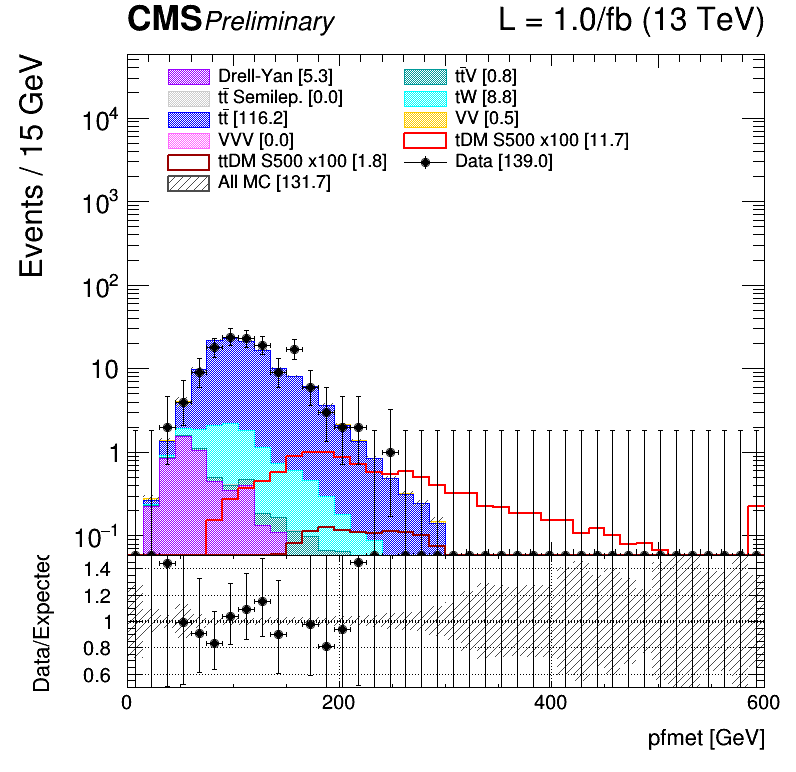 CMS Preliminary L = 1.0/fb (13 TeV)
Events / 15 GeV
Drell-Yan [5.3] tt̄V [0.8]
tt̄ Semilep. [0.0] tW [8.8]
tt̄ [116.2] VV [0.5]
VVV [0.0] tDM S500 x100 [11.7]
ttDM S500 x100 [1.8] Data [139.0]
All MC [131.7]
10⁴
10³
10²
10
1
10⁻¹
Data/Expected
1.4
1.2
1
0.8
0.6
0 200 400 600
pfmet [GeV]